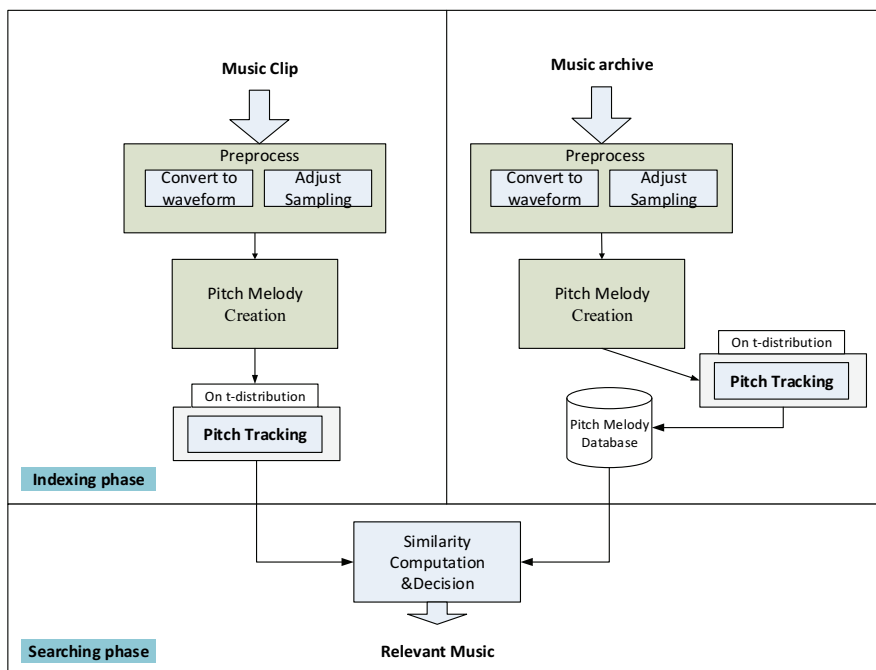 Music Clip
Preprocess
Convert to
waveform
Adjust
Sampling
Pitch Melody
Creation
On t-distribution
Pitch Tracking
Indexing phase
Music archive
Preprocess
Convert to
waveform
Adjust
Sampling
Pitch Melody
Creation
On t-distribution
Pitch Tracking
Pitch Melody
Database
Similarity
Computation
&Decision
Relevant Music
Searching phase